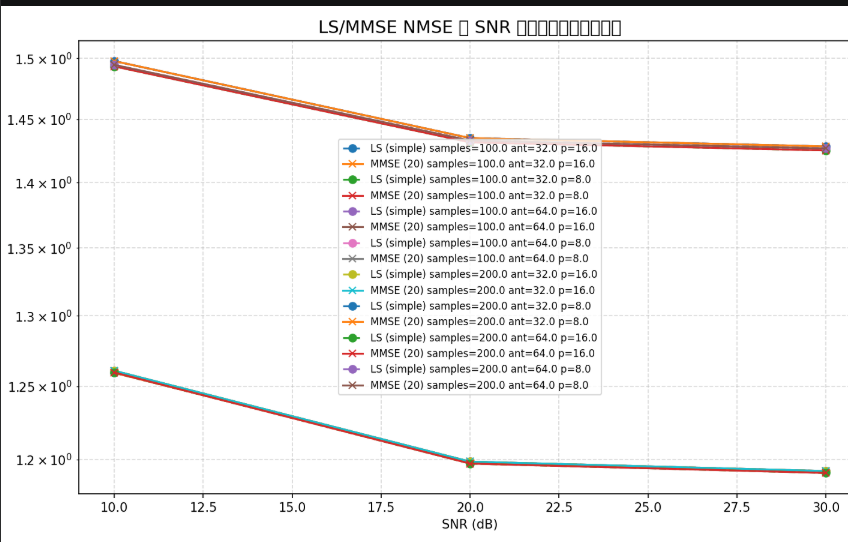 LS/MMSE NMSE SNR
1.5 × 10⁰
1.45 × 10⁰
1.4 × 10⁰
1.35 × 10⁰
1.3 × 10⁰
1.25 × 10⁰
1.2 × 10⁰
LS (simple) samples=100.0 ant=32.0 p=16.0
MMSE (20) samples=100.0 ant=32.0 p=16.0
LS (simple) samples=100.0 ant=32.0 p=8.0
MMSE (20) samples=100.0 ant=32.0 p=8.0
LS (simple) samples=100.0 ant=64.0 p=16.0
MMSE (20) samples=100.0 ant=64.0 p=16.0
LS (simple) samples=100.0 ant=64.0 p=8.0
MMSE (20) samples=100.0 ant=64.0 p=8.0
LS (simple) samples=200.0 ant=32.0 p=16.0
MMSE (20) samples=200.0 ant=32.0 p=16.0
LS (simple) samples=200.0 ant=32.0 p=8.0
MMSE (20) samples=200.0 ant=32.0 p=8.0
LS (simple) samples=200.0 ant=64.0 p=16.0
MMSE (20) samples=200.0 ant=64.0 p=16.0
LS (simple) samples=200.0 ant=64.0 p=8.0
MMSE (20) samples=200.0 ant=64.0 p=8.0
10.0 12.5 15.0 17.5 20.0 22.5 25.0 27.5 30.0
SNR (dB)